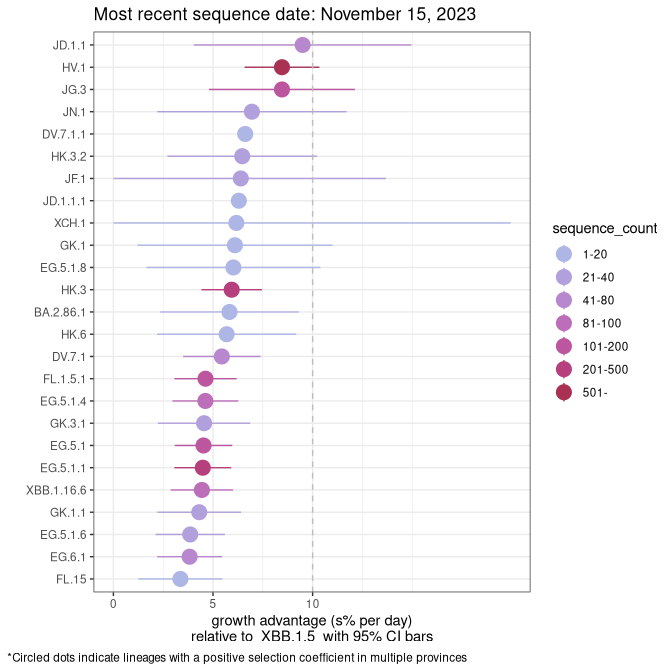 Most recent sequence date: November 15, 2023
JD.1.1
HV.1
JG.3
JN.1
DV.7.1.1
HK.3.2
JF.1
JD.1.1.1
XCH.1
GK.1
EG.5.1.8
HK.3
BA.2.86.1
HK.6
DV.7.1
FL.1.5.1
EG.5.1.4
GK.3.1
EG.5.1
EG.5.1.1
XBB.1.16.6
GK.1.1
EG.5.1.6
EG.6.1
FL.15
0 5 10
growth advantage (s% per day)
relative to  XBB.1.5  with 95% CI bars
sequence_count
1-20
21-40
41-80
81-100
101-200
201-500
501-
*Circled dots indicate lineages with a positive selection coefficient in multiple provinces